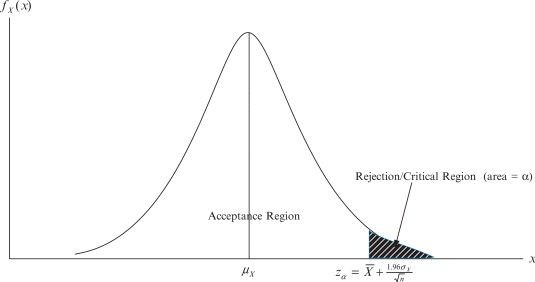 f_X(x)
Rejection/Critical Region (area = α)
Acceptance Region
x
μ_X
z_α = X̅ + 1.96σ_X/√n